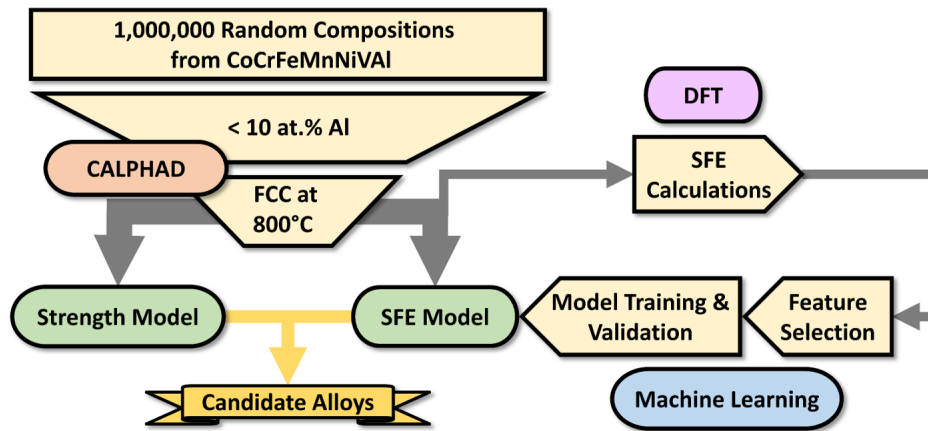 1,000,000 Random Compositions
from CoCrFeMnNiVAl
< 10 at.% Al
CALPHAD
FCC at
800°C
DFT
SFE
Calculations
Strength Model
SFE Model
Model Training &
Validation
Feature
Selection
Candidate Alloys
Machine Learning